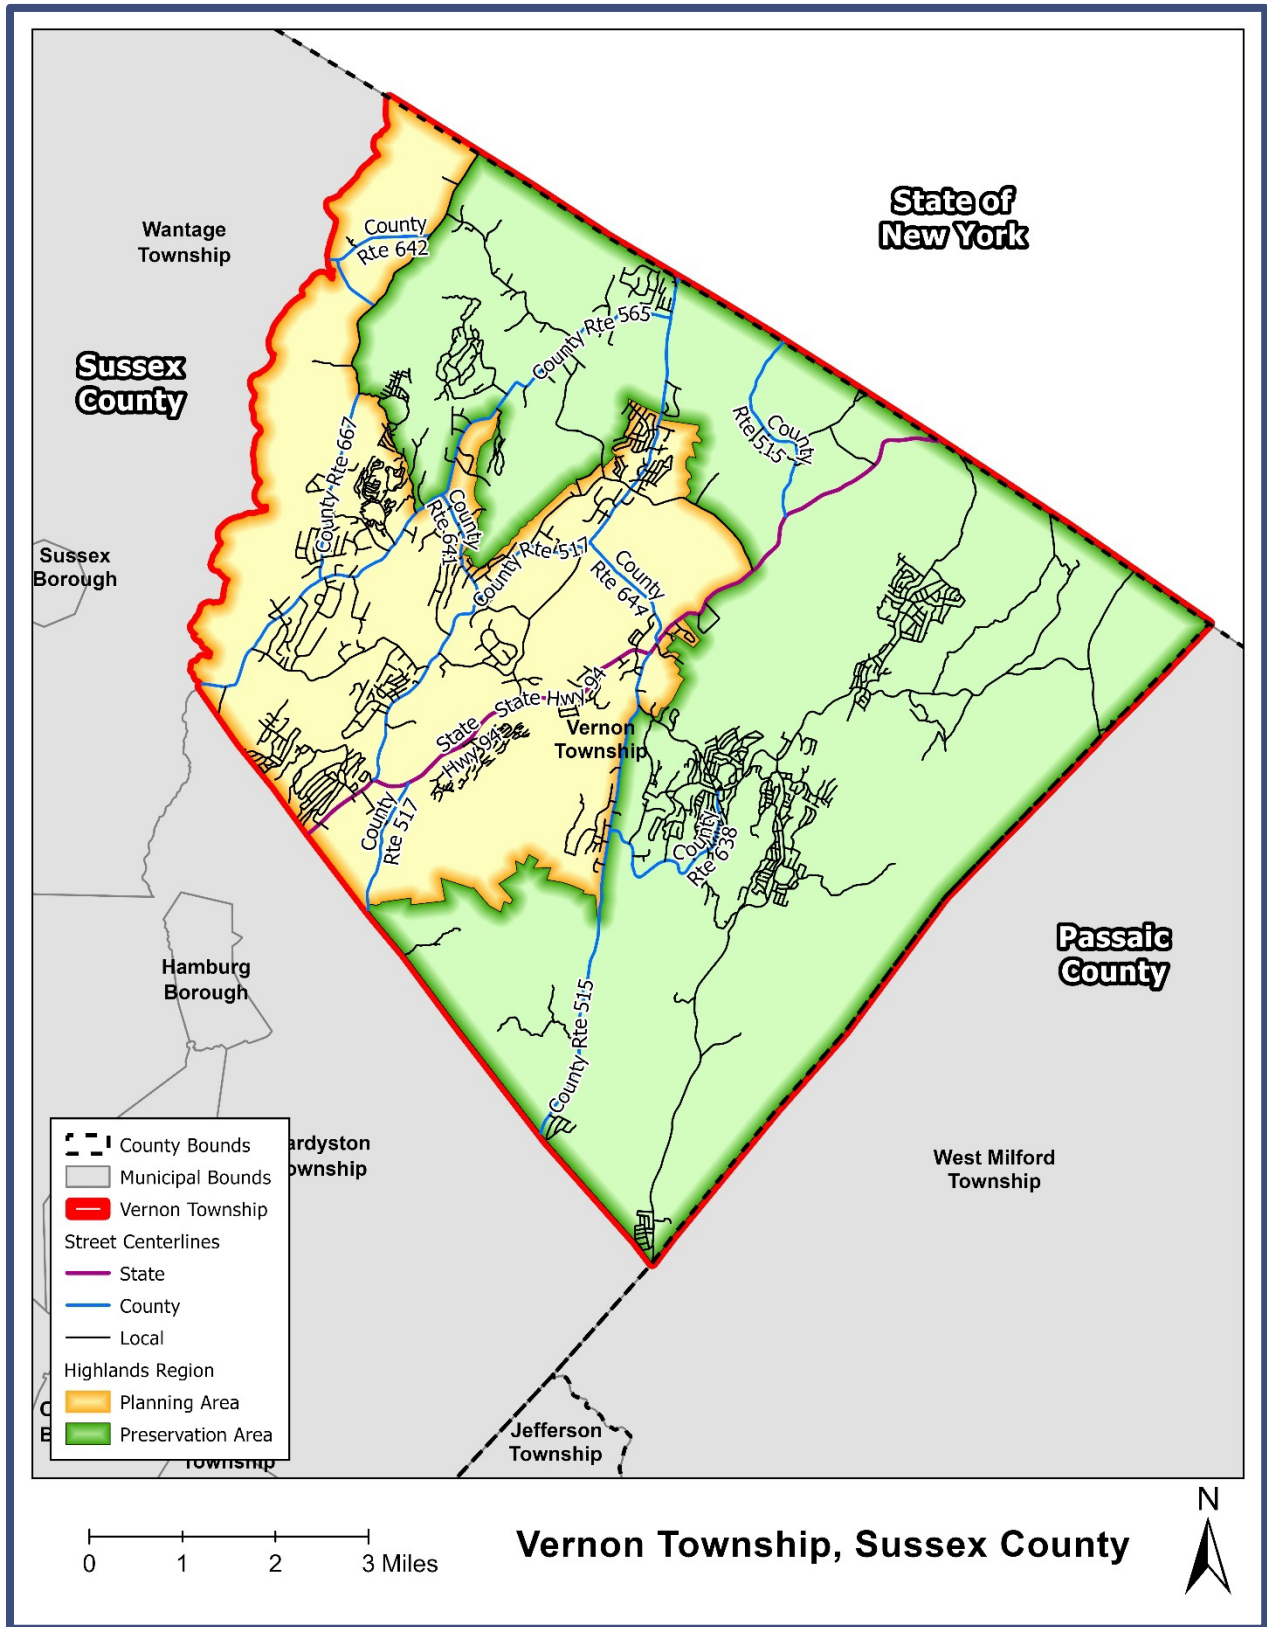 State of
New York
Wantage
Township
County
Rte 642
County Rte 565
Sussex
County
County
Rte 515
County Rte 667
County
Rte 641
County Rte 517
County
Rte 644
Sussex
Borough
State Hwy 94
State
Hwy 94
Vernon
Township
County
Rte 517
County
Rte 638
Passaic
County
Hamburg
Borough
County Rte 515
ardyston
ownship
West Milford
Township
County Bounds
Municipal Bounds
Vernon Township
Street Centerlines
State
County
Local
Highlands Region
Planning Area
Preservation Area
Jefferson
Township
Township
N
0 1 2 3 Miles
Vernon Township, Sussex County